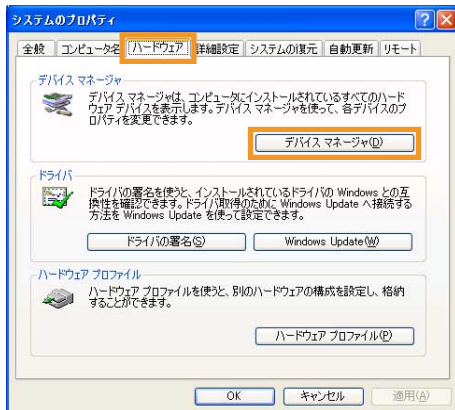 システムのプロパティ
全般 コンピュータ名 ハードウェア 詳細設定 システムの復元 自動更新 リモート
デバイス マネージャ
デバイス マネージャは、コンピュータにインストールされているすべてのハード
ウェア デバイスを表示します。デバイス マネージャを使って、各デバイスのプ
ロパティを変更できます。
デバイス マネージャ(D)
ドライバ
ドライバの署名を使うと、インストールされているドライバの Windows との互
換性を確認できます。ドライバ取得のために Windows Update へ接続する
方法を Windows Update を使って設定できます。
ドライバの署名(S) Windows Update(W)
ハードウェア プロファイル
ハードウェア プロファイルを使うと、別のハードウェアの構成を設定し、格納
することができます。
ハードウェア プロファイル(P)
OK キャンセル 適用(A)